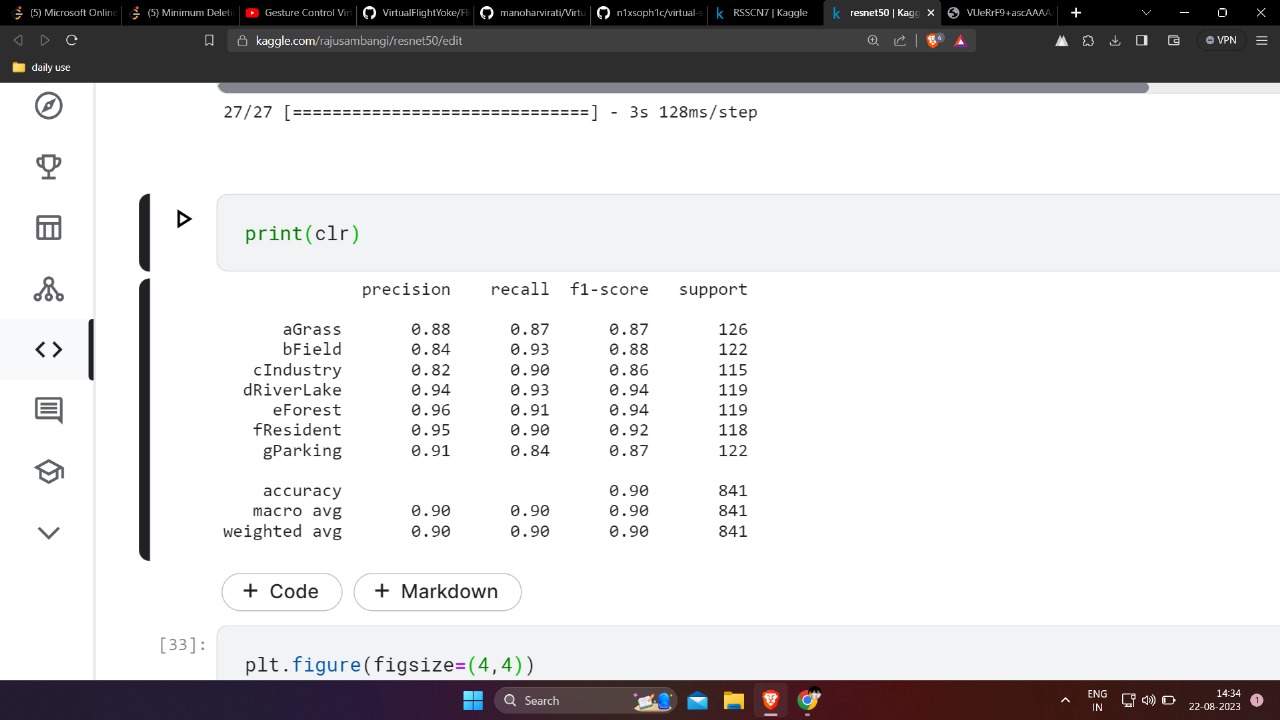 (5) Microsoft Online
(5) Minimum Deleti
Gesture Control Vir
VirtualFlightYoke/Fl
manoharvirati/Virtu
n1xsoph1c/virtual-s
RSSCN7 | Kaggle
resnet50 | Kagg
VUeRrF9+ascAAAA
kaggle.com/rajusambangi/resnet50/edit
6
VPN
daily use
27/27 [==============================] - 3s 128ms/step
print(clr)
precision recall f1-score support
aGrass 0.88 0.87 0.87 126
bField 0.84 0.93 0.88 122
cIndustry 0.82 0.90 0.86 115
dRiverLake 0.94 0.93 0.94 119
eForest 0.96 0.91 0.94 119
fResident 0.95 0.90 0.92 118
gParking 0.91 0.84 0.87 122
accuracy 0.90 841
macro avg 0.90 0.90 0.90 841
weighted avg 0.90 0.90 0.90 841
+ Code
+ Markdown
[33]:
plt.figure(figsize=(4,4))
Search
ENG
IN
14:34
22-08-2023
1